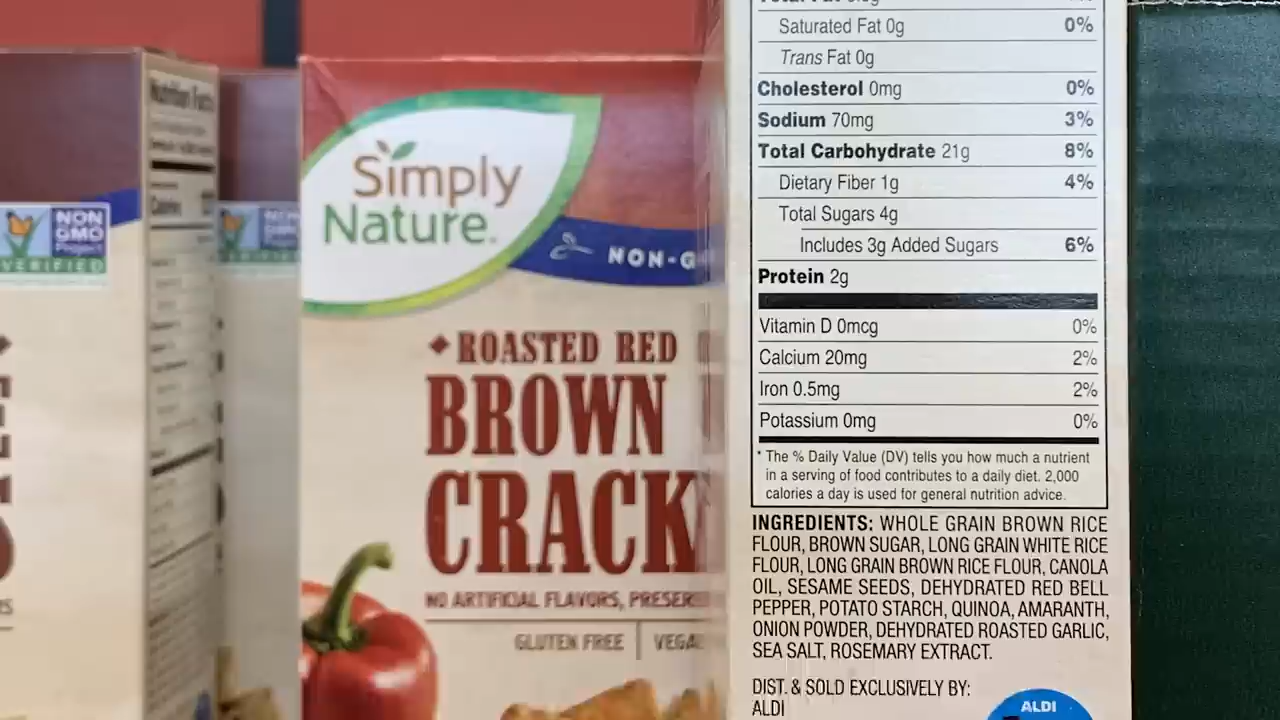 Nutrition Facts
Calories
NON
GMO
Project
VERIFIED
Simply
Nature.
NON-G
ROASTED RED
BROWN
CRACK
NO ARTIFICIAL FLAVORS, PRESER
GLUTEN FREE | VEGA
Saturated Fat 0g 0%
Trans Fat 0g
Cholesterol 0mg 0%
Sodium 70mg 3%
Total Carbohydrate 21g 8%
Dietary Fiber 1g 4%
Total Sugars 4g
Includes 3g Added Sugars 6%
Protein 2g
Vitamin D 0mcg 0%
Calcium 20mg 2%
Iron 0.5mg 2%
Potassium 0mg 0%
* The % Daily Value (DV) tells you how much a nutrient
in a serving of food contributes to a daily diet. 2,000
calories a day is used for general nutrition advice.
INGREDIENTS: WHOLE GRAIN BROWN RICE
FLOUR, BROWN SUGAR, LONG GRAIN WHITE RICE
FLOUR, LONG GRAIN BROWN RICE FLOUR, CANOLA
OIL, SESAME SEEDS, DEHYDRATED RED BELL
PEPPER, POTATO STARCH, QUINOA, AMARANTH,
ONION POWDER, DEHYDRATED ROASTED GARLIC,
SEA SALT, ROSEMARY EXTRACT.
DIST. & SOLD EXCLUSIVELY BY:
ALDI
ALDI